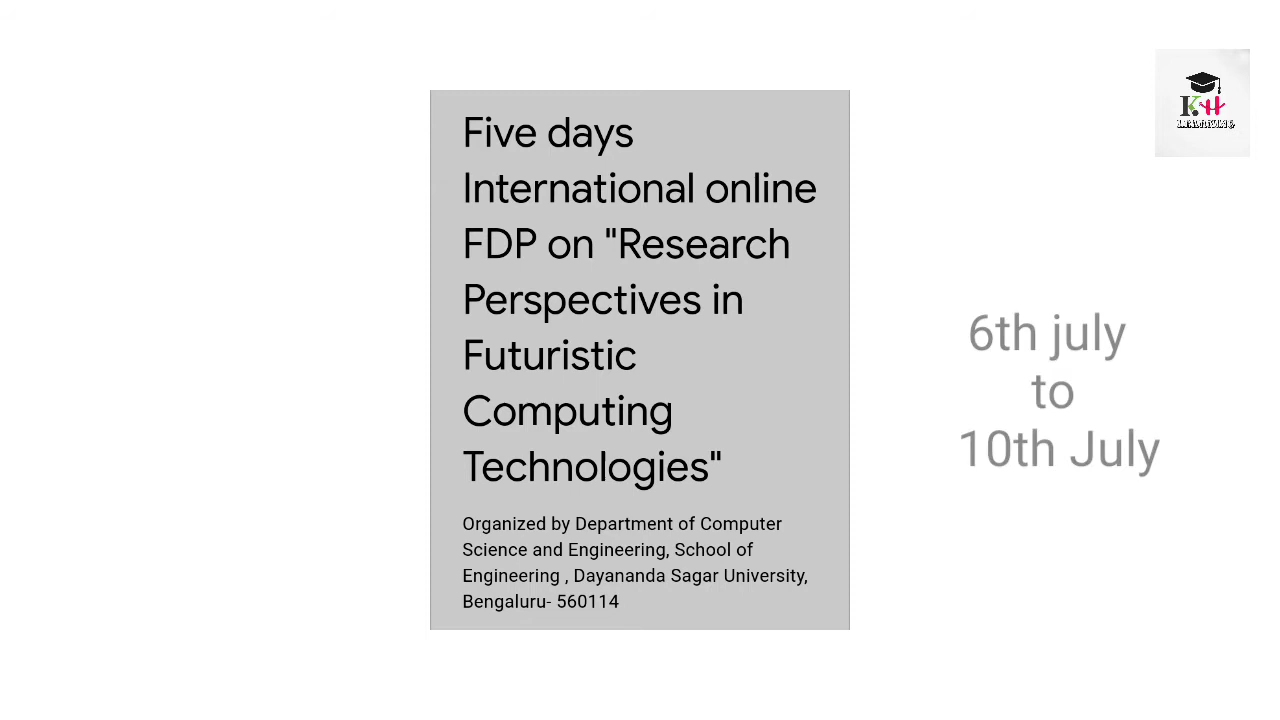 Five days
International online
FDP on "Research
Perspectives in
Futuristic
Computing
Technologies"
Organized by Department of Computer
Science and Engineering, School of
Engineering , Dayananda Sagar University,
Bengaluru- 560114
6th july
to
10th July
KH